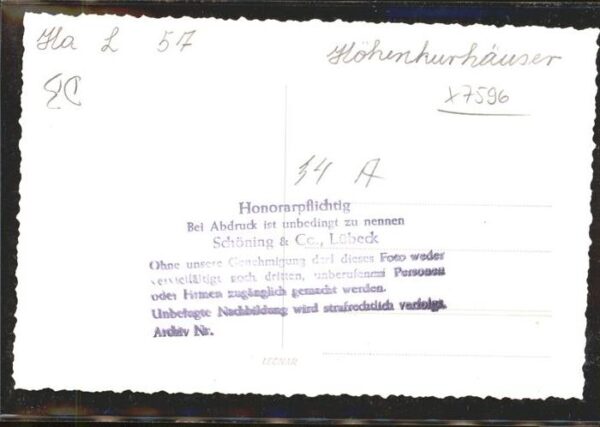 Ha L 57
Höhenkurhäuser
X7596
54 A
Honorarpflichtig
Bei Abdruck ist unbedingt zu nennen
Schöning & Co., Lübeck
Ohne unsere Genehmigung darf dieses Foto weder
vervielfältigt noch dritten, unberufenen Personen
oder Firmen zugänglich gemacht werden.
Unbefugte Nachbildung wird strafrechtlich verfolgt.
Archiv Nr.
LEONAR